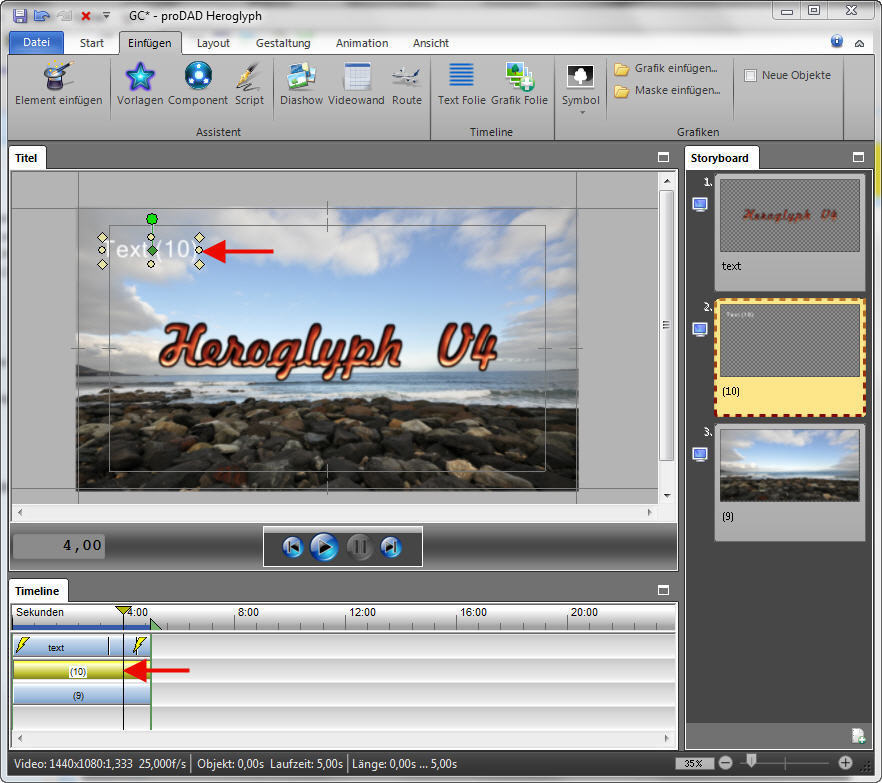 GC* - proDAD Heroglyph
Datei Start Einfügen Layout Gestaltung Animation Ansicht
Element einfügen Vorlagen Component Script Diashow Videowand Route Text Folie Grafik Folie Symbol
Grafik einfügen...
Maske einfügen...
Neue Objekte
Assistent Timeline Grafiken
Titel
Text (10)
Heroglyph V4
4,00
Storyboard
1.
Heroglyph V4
text
2.
Text (10)
(10)
3.
(9)
Timeline
Sekunden 4:00 8:00 12:00 16:00 20:00
text
(10)
(9)
Video: 1440x1080:1,333 25,000f/s Objekt: 0,00s Laufzeit: 5,00s Länge: 0,00s ... 5,00s 35%